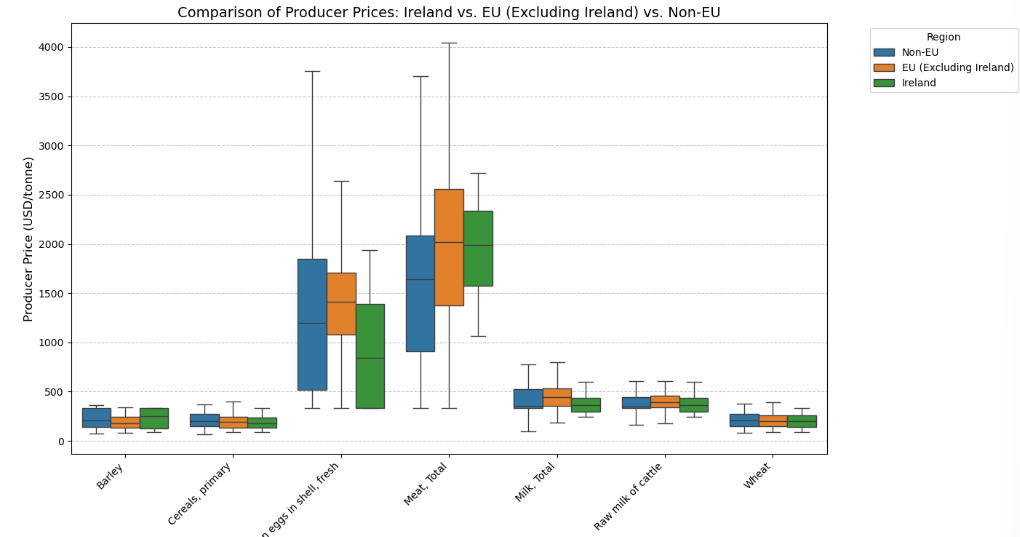 Comparison of Producer Prices: Ireland vs. EU (Excluding Ireland) vs. Non-EU
Region
Non-EU
EU (Excluding Ireland)
Ireland
Producer Price (USD/tonne)
4000
3500
3000
2500
2000
1500
1000
500
0
Barley
Cereals, primary
eggs in shell, fresh
Meat, Total
Milk, Total
Raw milk of cattle
Wheat